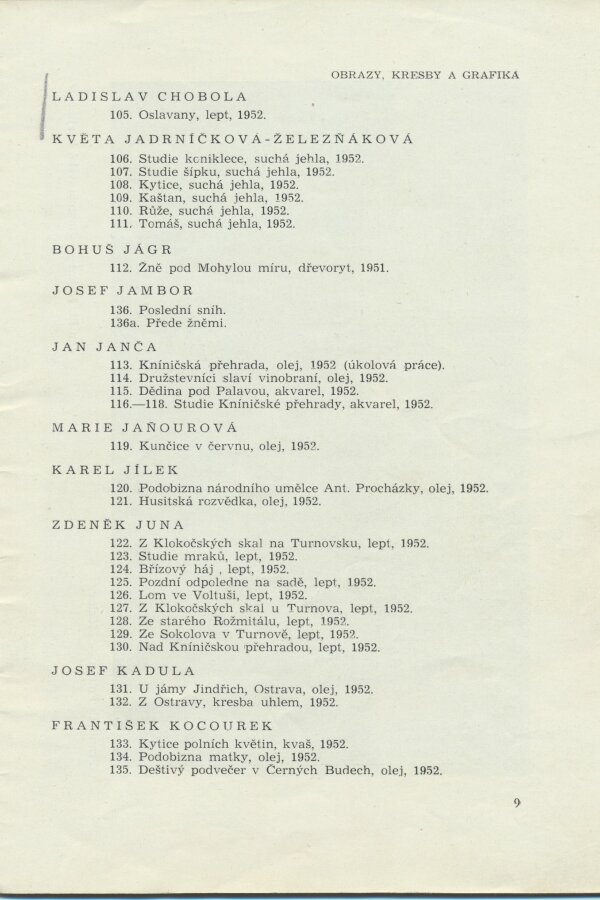 OBRAZY, KRESBY A GRAFIKA
LADISLAV CHOBOLA
105. Oslavany, lept, 1952.
KVĚTA JADRNÍČKOVÁ-ŽELEZŇÁKOVÁ
106. Studie koniklece, suchá jehla, 1952.
107. Studie šípku, suchá jehla, 1952.
108. Kytice, suchá jehla, 1952.
109. Kaštan, suchá jehla, 1952.
110. Růže, suchá jehla, 1952.
111. Tomáš, suchá jehla, 1952.
BOHUŠ JÁGR
112. Žně pod Mohylou míru, dřevoryt, 1951.
JOSEF JAMBOR
136. Poslední sníh.
136a. Přede žněmi.
JAN JANČA
113. Kníničská přehrada, olej, 1952 (úkolová práce).
114. Družstevníci slaví vinobraní, olej, 1952.
115. Dědina pod Palavou, akvarel, 1952.
116.—118. Studie Kníničské přehrady, akvarel, 1952.
MARIE JAŇOUROVÁ
119. Kunčice v červnu, olej, 1952.
KAREL JÍLEK
120. Podobizna národního umělce Ant. Procházky, olej, 1952.
121. Husitská rozvědka, olej, 1952.
ZDENĚK JUNA
122. Z Klokočských skal na Turnovsku, lept, 1952.
123. Studie mraků, lept, 1952.
124. Břízový háj , lept, 1952.
125. Pozdní odpoledne na sadě, lept, 1952.
126. Lom ve Voltuši, lept, 1952.
127. Z Klokočských skal u Turnova, lept, 1952.
128. Ze starého Rožmitálu, lept, 1952.
129. Ze Sokolova v Turnově, lept, 1952.
130. Nad Kníničskou přehradou, lept, 1952.
JOSEF KADULA
131. U jámy Jindřich, Ostrava, olej, 1952.
132. Z Ostravy, kresba uhlem, 1952.
FRANTIŠEK KOCOUREK
133. Kytice polních květin, kvaš, 1952.
134. Podobizna matky, olej, 1952.
135. Deštivý podvečer v Černých Budech, olej, 1952.
9